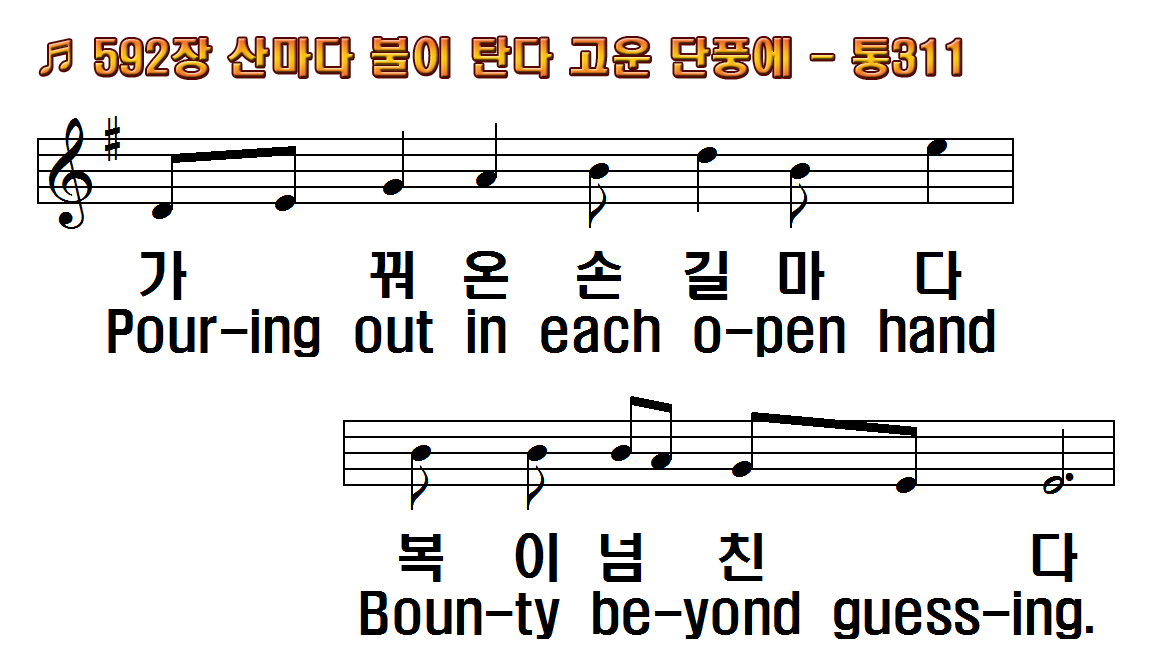 ♬ 592장 산마다 불이 탄다 고운 단풍에 - 통311
가 꿔 온 손 길 마 다
Pour-ing out in each o-pen hand
복 이 넘 친 다
Boun-ty be-yond guess-ing.